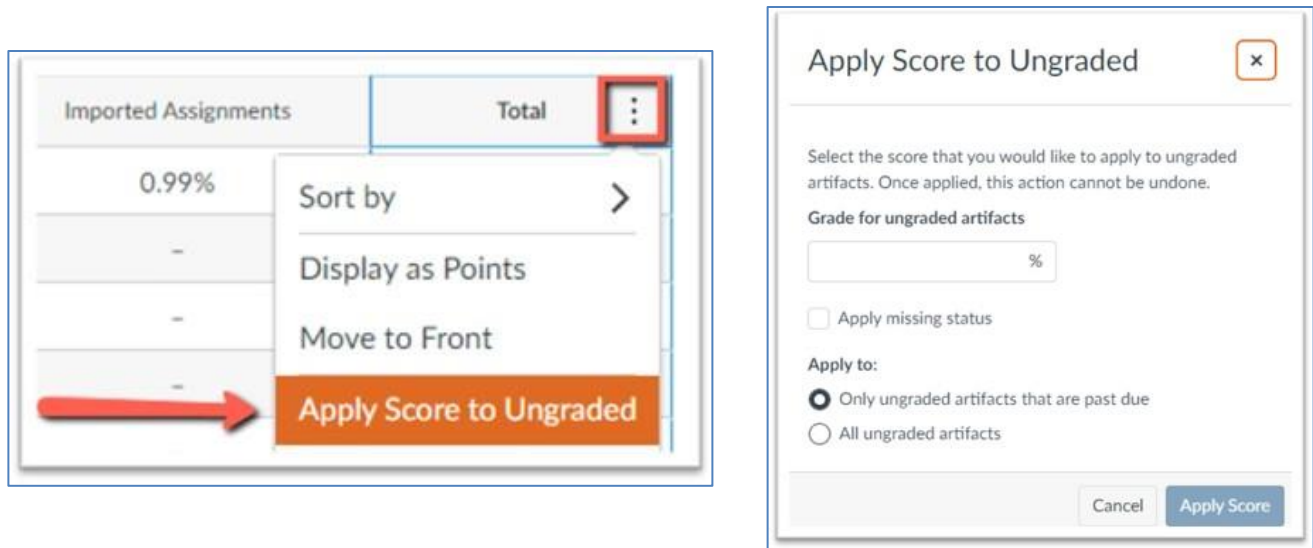 Imported Assignments
Total
0.99%
Sort by
–
Display as Points
–
Move to Front
–
Apply Score to Ungraded
Apply Score to Ungraded
Select the score that you would like to apply to ungraded
artifacts. Once applied, this action cannot be undone.
Grade for ungraded artifacts
%
Apply missing status
Apply to:
Only ungraded artifacts that are past due
All ungraded artifacts
Cancel
Apply Score